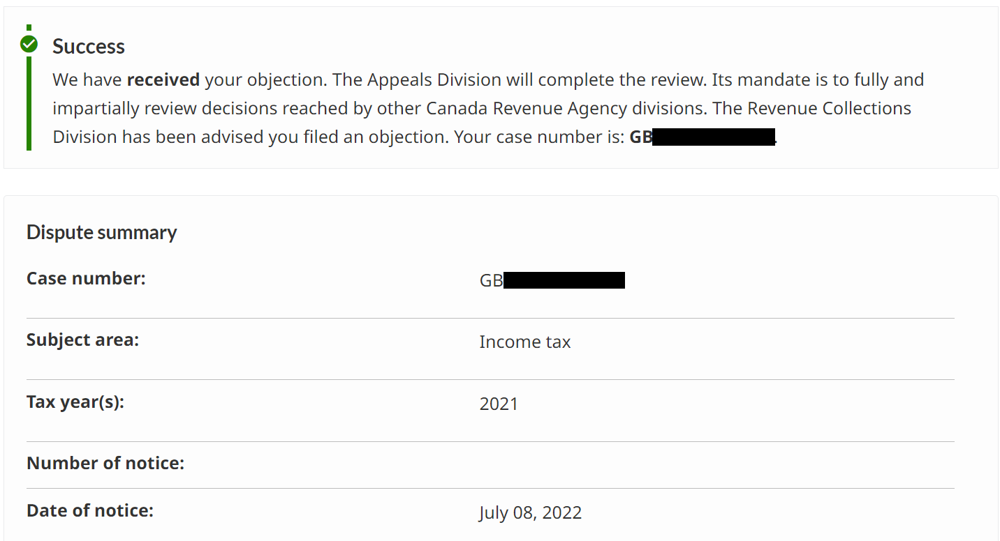 Success
We have received your objection. The Appeals Division will complete the review. Its mandate is to fully and
impartially review decisions reached by other Canada Revenue Agency divisions. The Revenue Collections
Division has been advised you filed an objection. Your case number is: GB.
Dispute summary
Case number: GB
Subject area: Income tax
Tax year(s): 2021
Number of notice:
Date of notice: July 08, 2022